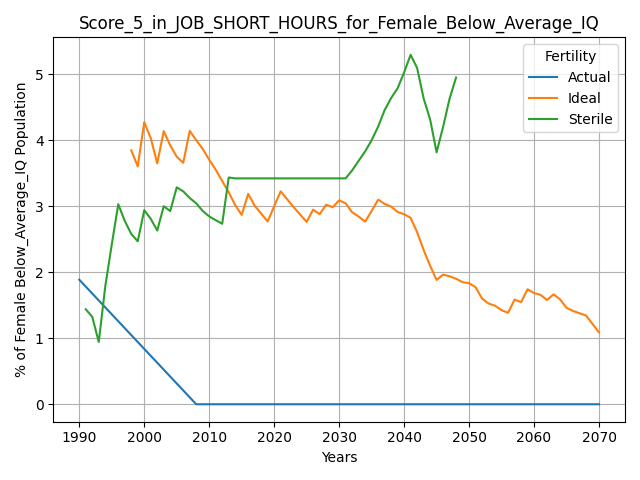 Score_5_in_JOB_SHORT_HOURS_for_Female_Below_Average_IQ
Fertility
Actual
Ideal
Sterile
% of Female Below_Average_IQ Population
5
4
3
2
1
0
1990 2000 2010 2020 2030 2040 2050 2060 2070
Years